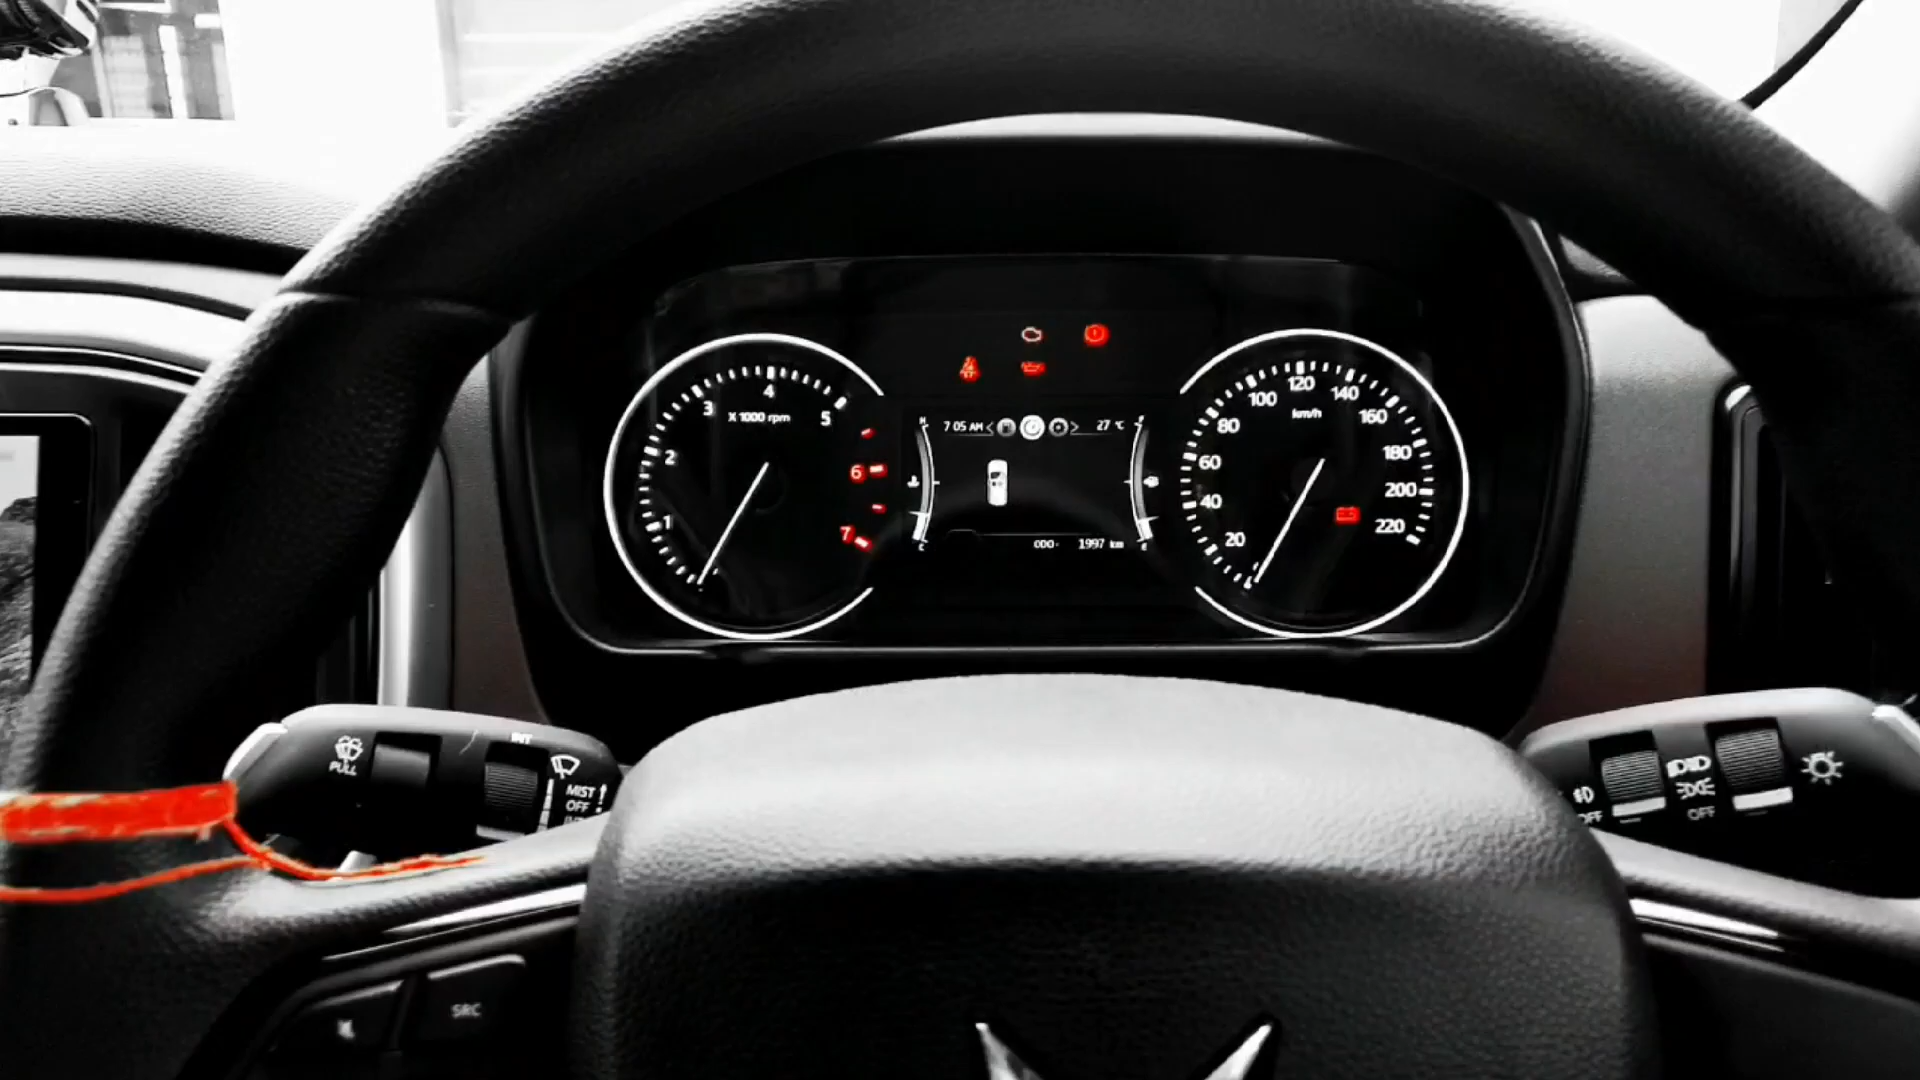 1
2
3
4
5
6
7
X 1000 rpm
H
C
7 05 AM
27 °C
ODO
1997 km
20
40
60
80
100
120
140
160
180
200
220
km/h
PULL
INT
MIST
OFF
OFF
OFF
SRC